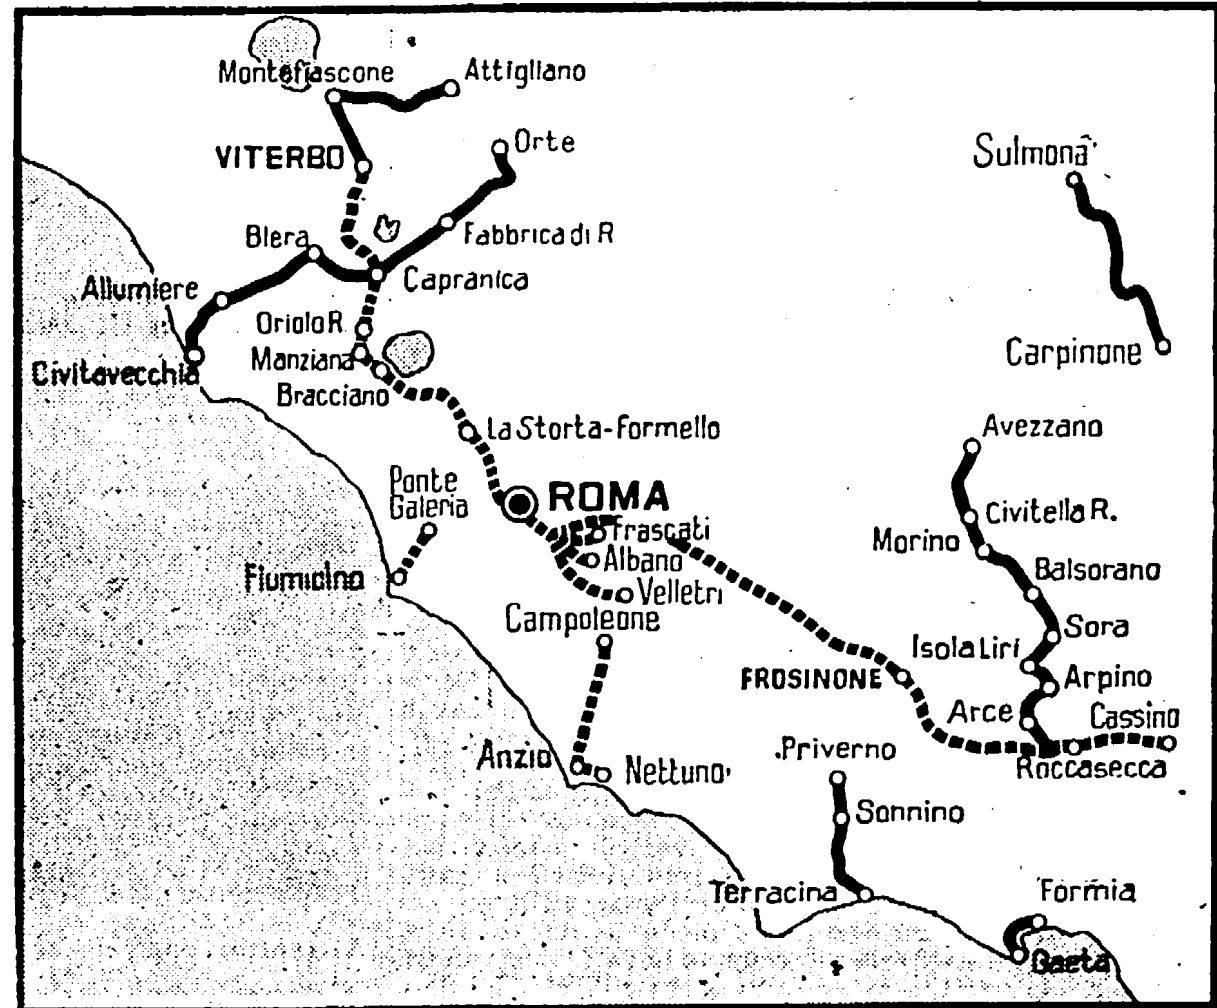 Montefiascone
Attigliano
VITERBO
Orte
Sulmona
Blera
Fabbrica di R
Allumiere
Capranica
Oriolo R.
Manziana
Carpinone
Civitavecchia
Bracciano
La Storta-Formello
Avezzano
Ponte
Galeria
ROMA
Civitella R.
Frascati
Morino
Albano
Balsorano
Fiumicino
Velletri
Campoleone
Sora
Isola Liri
FROSINONE
Arpino
Arce
Cassino
Priverno
Anzio
Nettuno
Roccasecca
Sonnino
Terracina
Formia
Gaeta